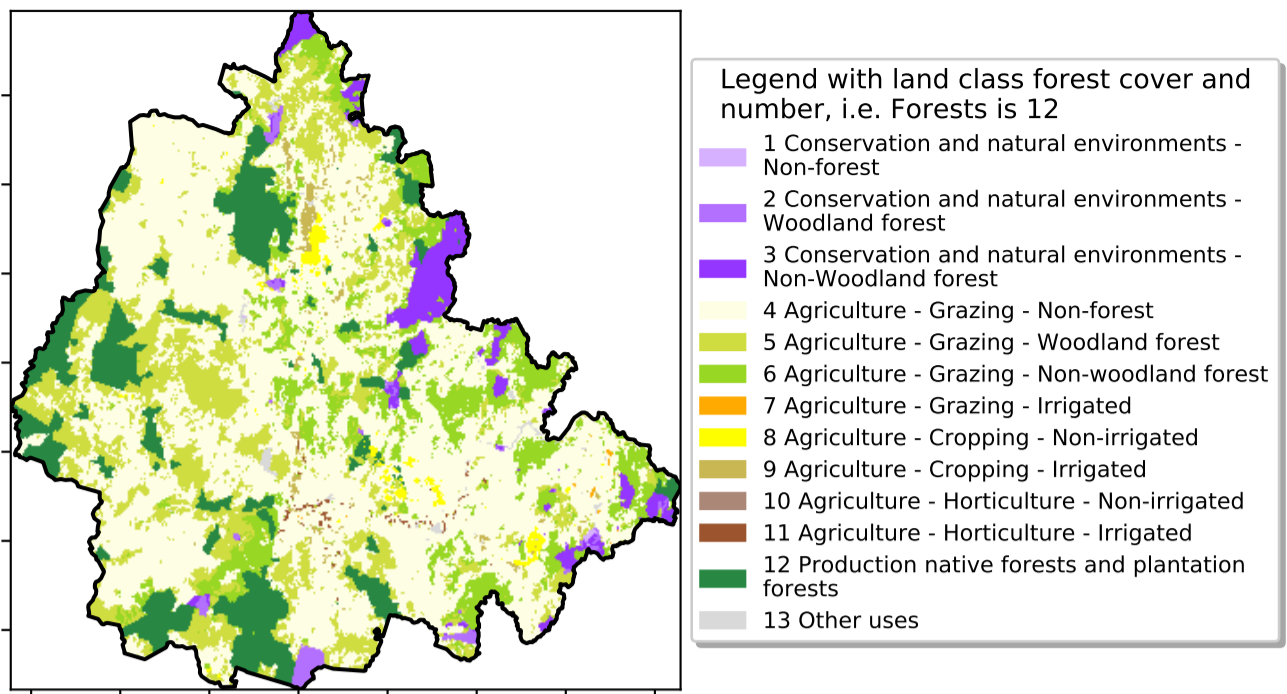 Legend with land class forest cover and
number, i.e. Forests is 12
1 Conservation and natural environments -
Non-forest
2 Conservation and natural environments -
Woodland forest
3 Conservation and natural environments -
Non-Woodland forest
4 Agriculture - Grazing - Non-forest
5 Agriculture - Grazing - Woodland forest
6 Agriculture - Grazing - Non-woodland forest
7 Agriculture - Grazing - Irrigated
8 Agriculture - Cropping - Non-irrigated
9 Agriculture - Cropping - Irrigated
10 Agriculture - Horticulture - Non-irrigated
11 Agriculture - Horticulture - Irrigated
12 Production native forests and plantation
forests
13 Other uses